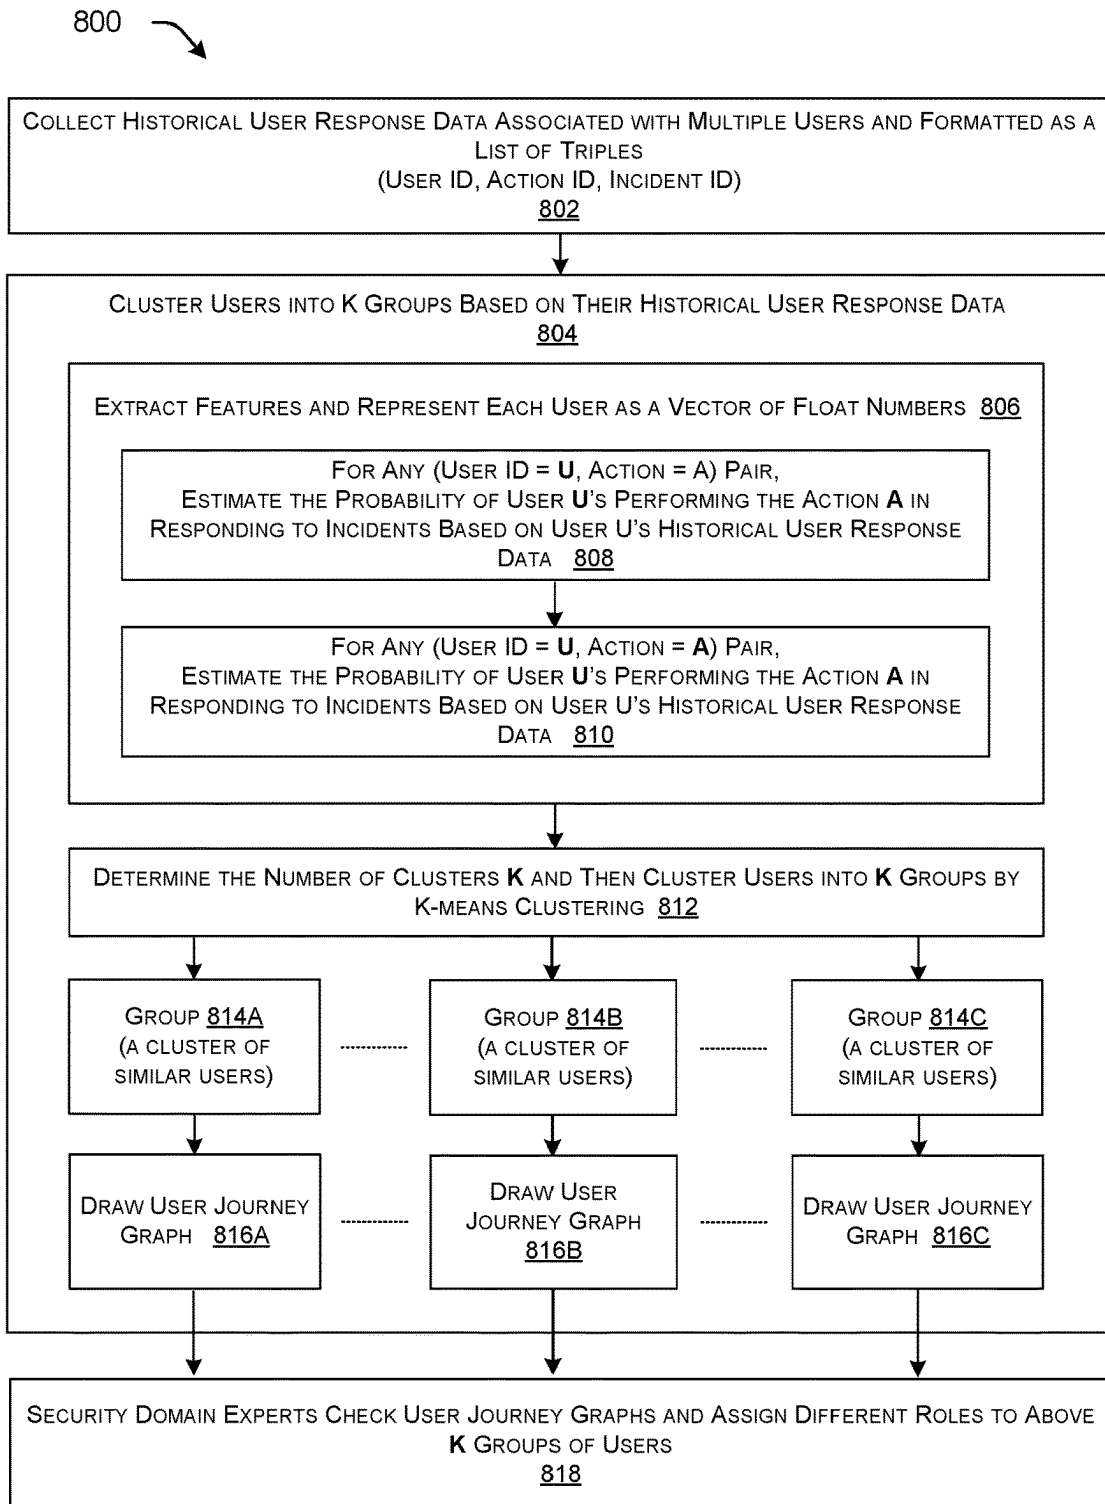 800
COLLECT HISTORICAL USER RESPONSE DATA ASSOCIATED WITH MULTIPLE USERS AND FORMATTED AS A
LIST OF TRIPLES
(USER ID, ACTION ID, INCIDENT ID)
802
CLUSTER USERS INTO K GROUPS BASED ON THEIR HISTORICAL USER RESPONSE DATA
804
EXTRACT FEATURES AND REPRESENT EACH USER AS A VECTOR OF FLOAT NUMBERS 806
FOR ANY (USER ID = U, ACTION = A) PAIR,
ESTIMATE THE PROBABILITY OF USER U'S PERFORMING THE ACTION A IN
RESPONDING TO INCIDENTS BASED ON USER U'S HISTORICAL USER RESPONSE
DATA 808
FOR ANY (USER ID = U, ACTION = A) PAIR,
ESTIMATE THE PROBABILITY OF USER U'S PERFORMING THE ACTION A IN
RESPONDING TO INCIDENTS BASED ON USER U'S HISTORICAL USER RESPONSE
DATA 810
DETERMINE THE NUMBER OF CLUSTERS K AND THEN CLUSTER USERS INTO K GROUPS BY
K-MEANS CLUSTERING 812
GROUP 814A
(A CLUSTER OF
SIMILAR USERS)
GROUP 814B
(A CLUSTER OF
SIMILAR USERS)
GROUP 814C
(A CLUSTER OF
SIMILAR USERS)
DRAW USER JOURNEY
GRAPH 816A
DRAW USER
JOURNEY GRAPH
816B
DRAW USER JOURNEY
GRAPH 816C
SECURITY DOMAIN EXPERTS CHECK USER JOURNEY GRAPHS AND ASSIGN DIFFERENT ROLES TO ABOVE
K GROUPS OF USERS
818